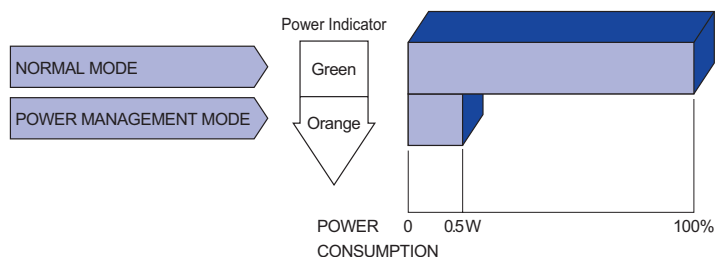 Power Indicator
NORMAL MODE
Green
POWER MANAGEMENT MODE
Orange
POWER CONSUMPTION
0 0.5W 100%